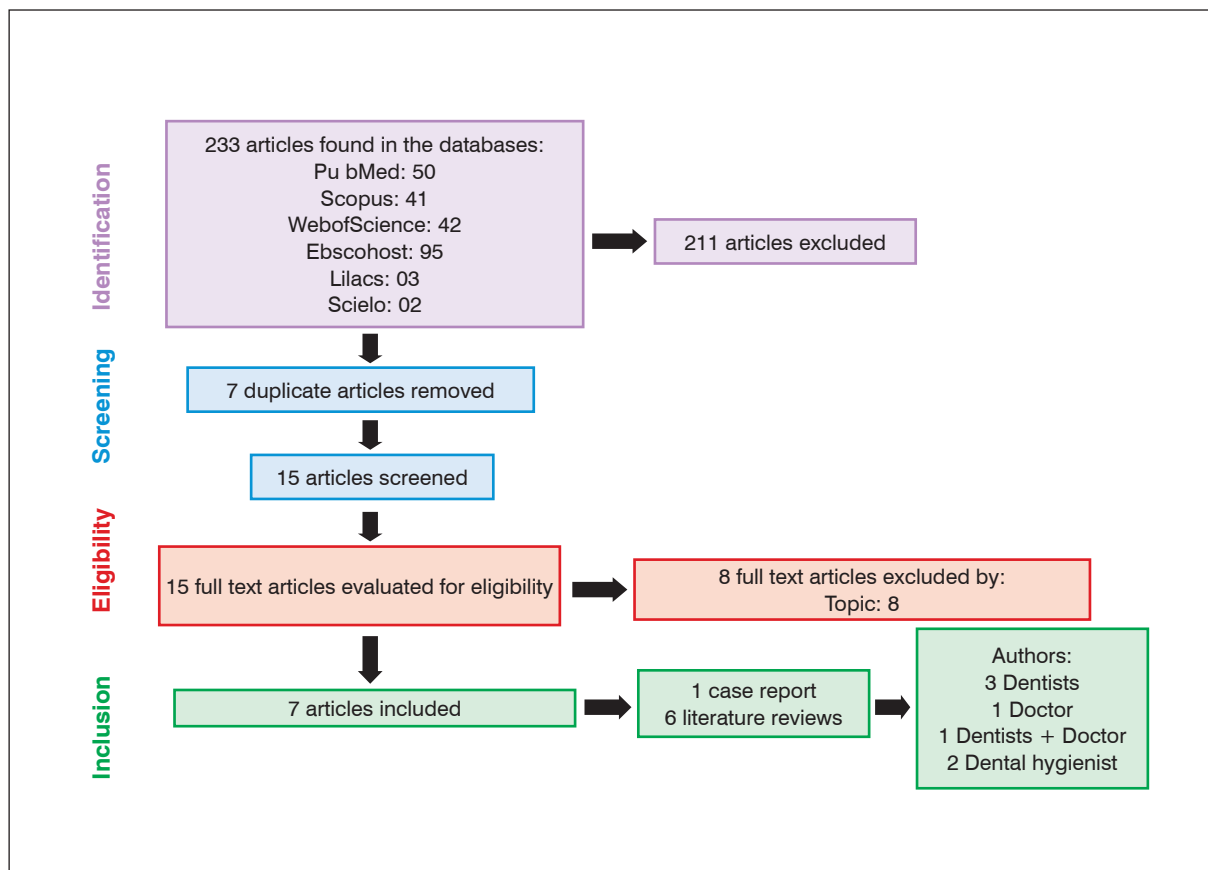 Identification
233 articles found in the databases:
Pu bMed: 50
Scopus: 41
WebofScience: 42
Ebscohost: 95
Lilacs: 03
Scielo: 02
211 articles excluded
Screening
7 duplicate articles removed
15 articles screened
Eligibility
15 full text articles evaluated for eligibility
8 full text articles excluded by:
Topic: 8
Inclusion
7 articles included
1 case report
6 literature reviews
Authors:
3 Dentists
1 Doctor
1 Dentists + Doctor
2 Dental hygienist